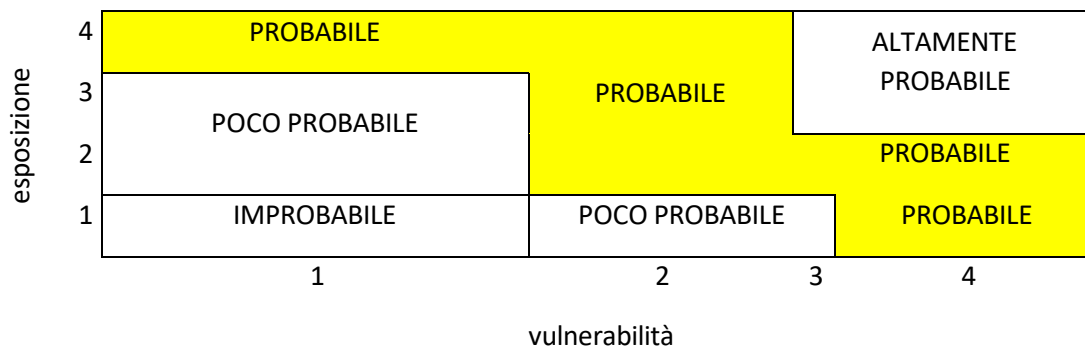 4 PROBABILE ALTAMENTE
3 PROBABILE PROBABILE
POCO PROBABILE
2 PROBABILE
1 IMPROBABILE POCO PROBABILE PROBABILE
esposizione
1 2 3 4
vulnerabilità